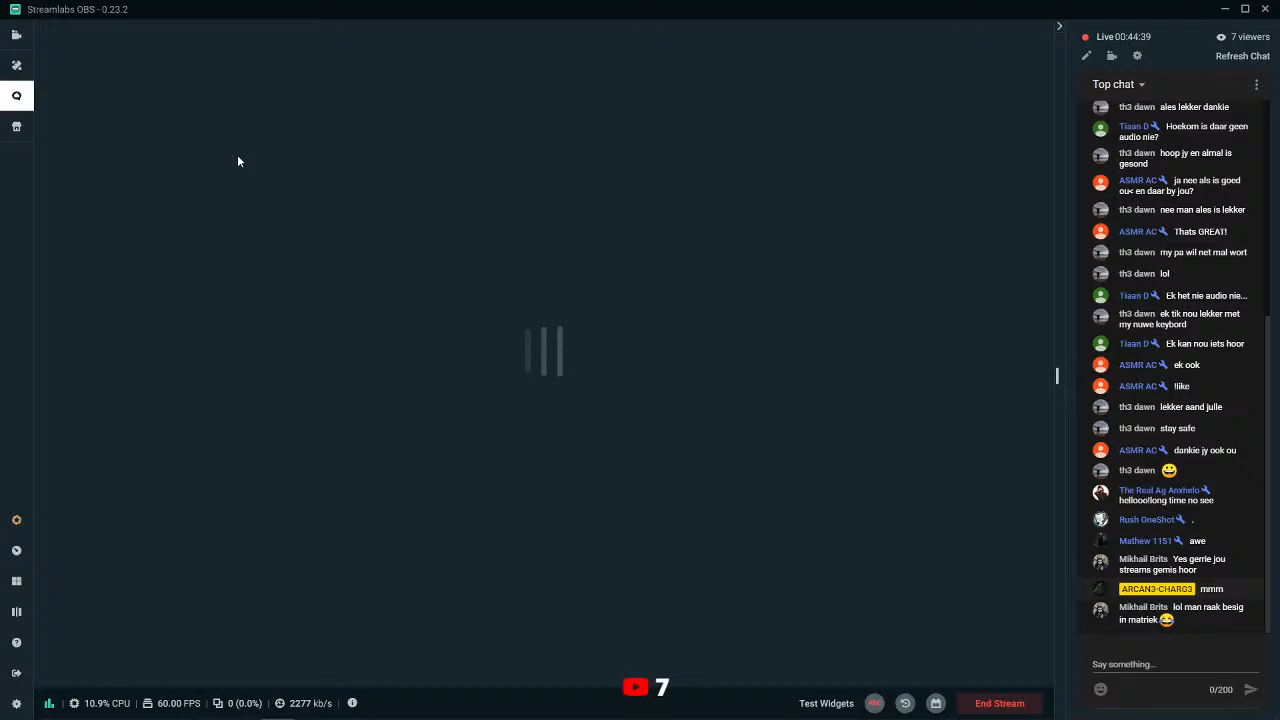 Streamlabs OBS - 0.23.2
Live 00:44:39
7 viewers
Refresh Chat
Top chat
th3 dawn ales lekker dankie
Tiaan D Hoekom is daar geen
audio nie?
th3 dawn hoop jy en almal is
gesond
ASMR AC ja nee als is goed
ou< en daar by jou?
th3 dawn nee man ales is lekker
ASMR AC Thats GREAT!
th3 dawn my pa wil net mal wort
th3 dawn lol
Tiaan D Ek het nie audio nie...
th3 dawn ek tik nou lekker met
my nuwe keybord
Tiaan D Ek kan nou iets hoor
ASMR AC ek ook
ASMR AC !like
th3 dawn lekker aand julle
th3 dawn stay safe
ASMR AC dankie jy ook ou
th3 dawn 😀
The Real Ag Anxhelo
hellooo!long time no see
Rush OneShot .
Mathew 1151 awe
Mikhail Brits Yes gerrie jou
streams gemis hoor
ARCAN3-CHARG3 mmm
Mikhail Brits lol man raak besig
in matriek 😂
Say something...
0/200
7
10.9% CPU
60.00 FPS
0 (0.0%)
2277 kb/s
Test Widgets
REC
End Stream